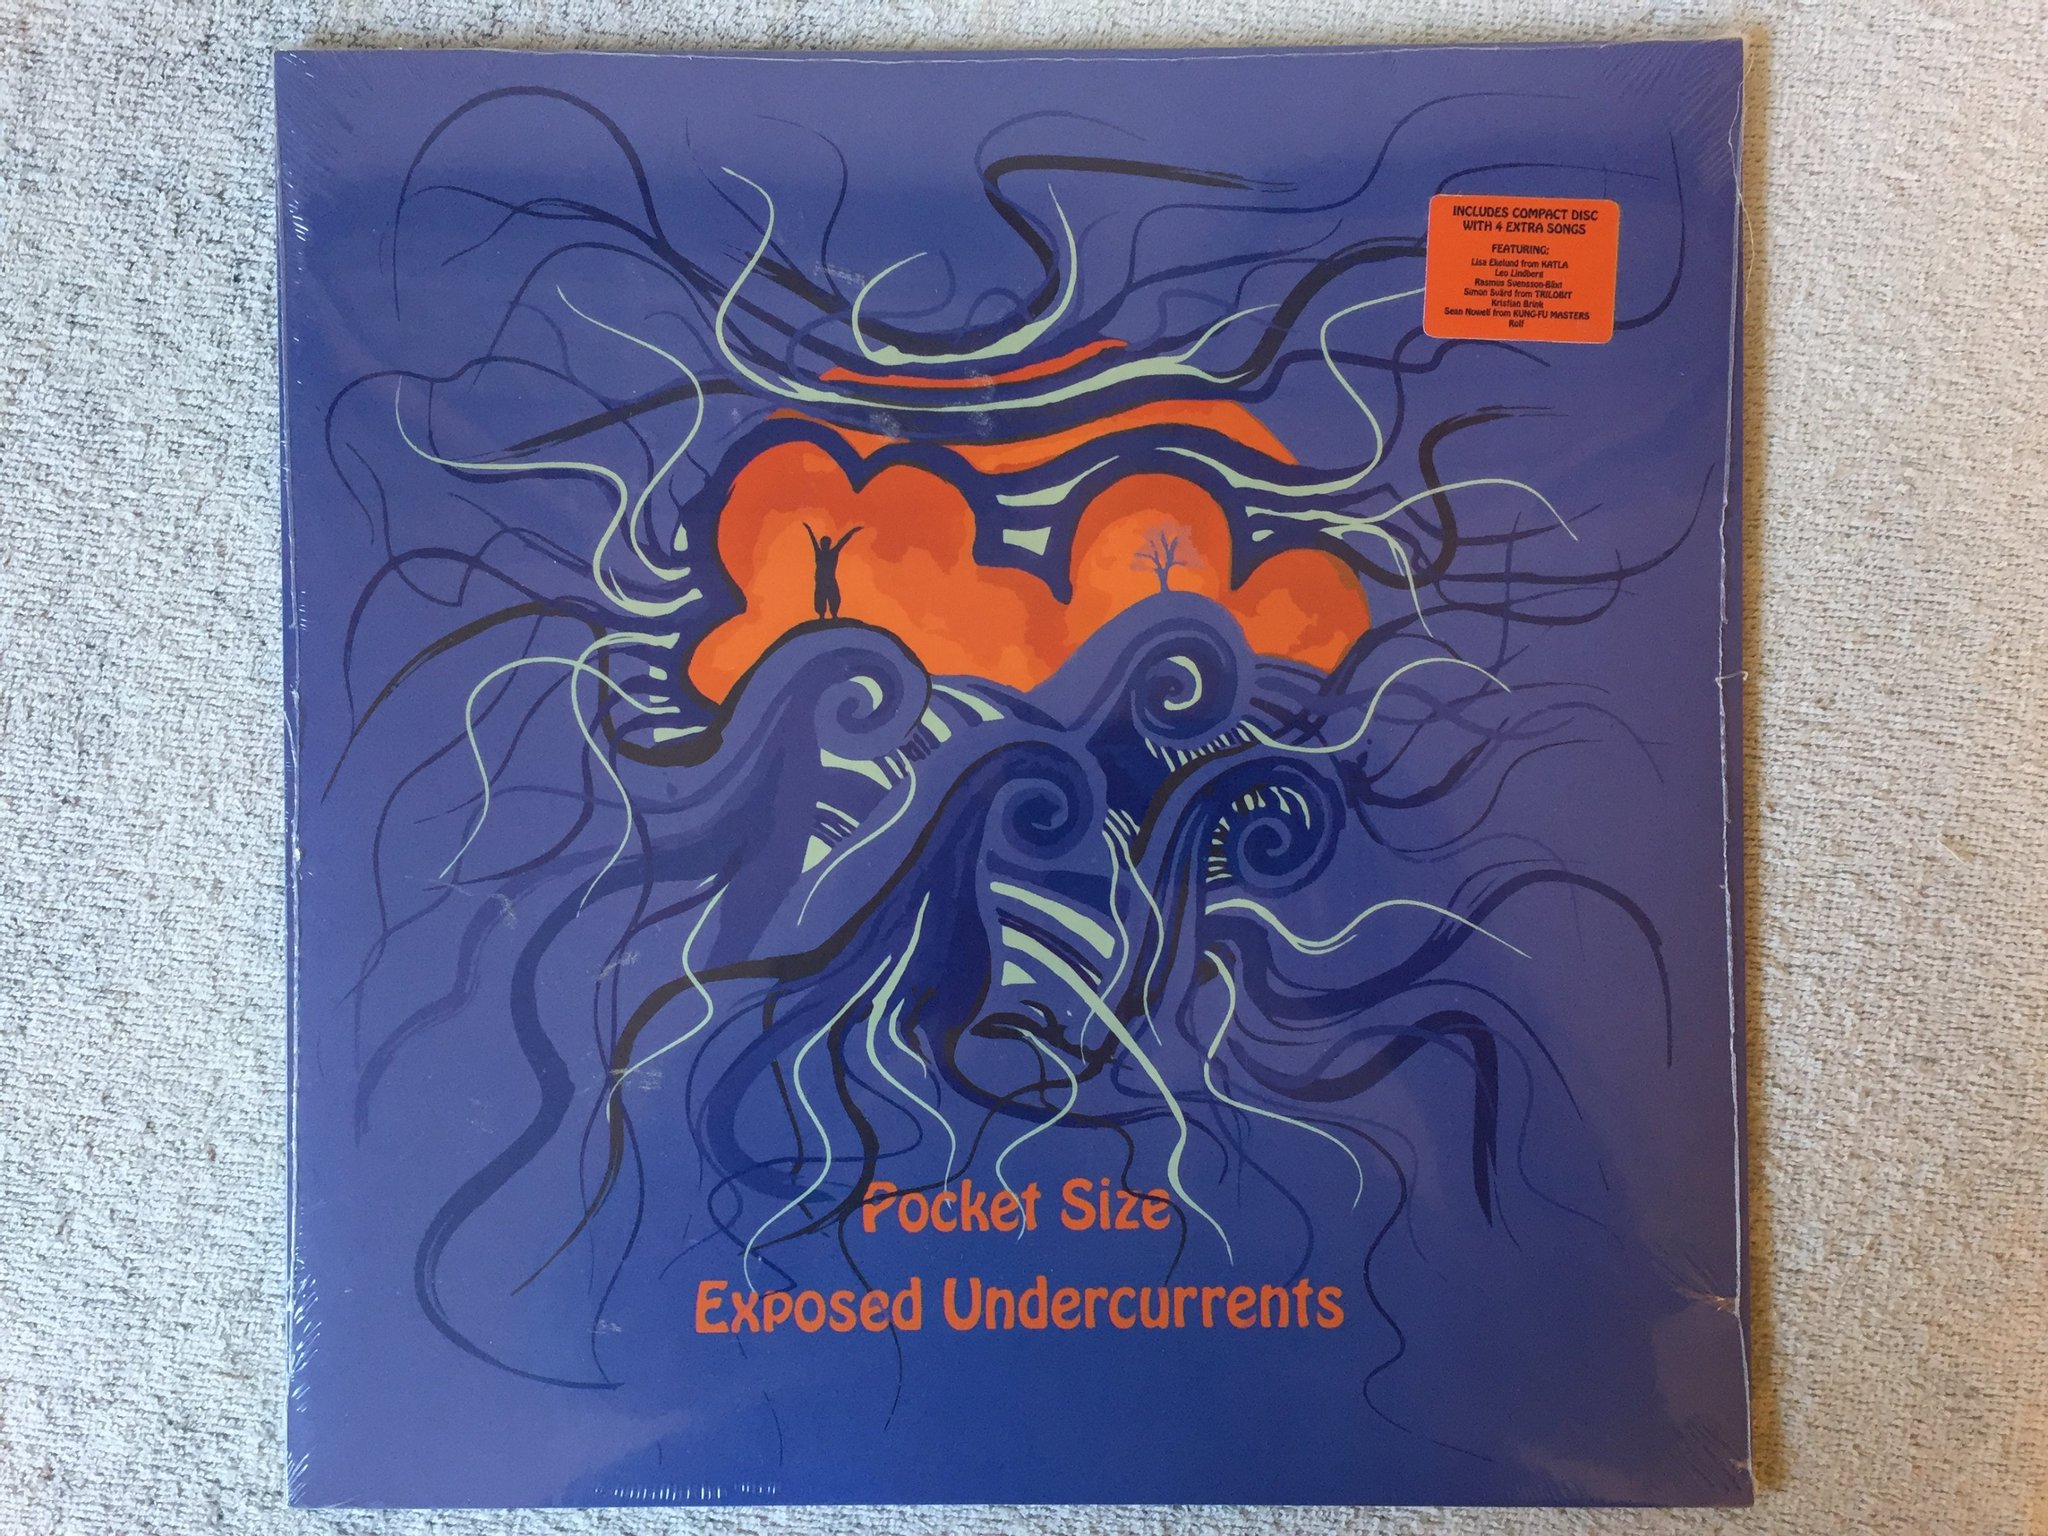 INCLUDES COMPACT DISC
WITH 4 EXTRA SONGS
FEATURING:
Lisa Ekelund from KATLA
Leo Lindberg
Rasmus Svensson-Blixt
Simon Svärd from TRILOBIT
Kristian Brink
Sean Nowell from KUNG-FU MASTERS
Rolf
Pocket Size
Exposed Undercurrents